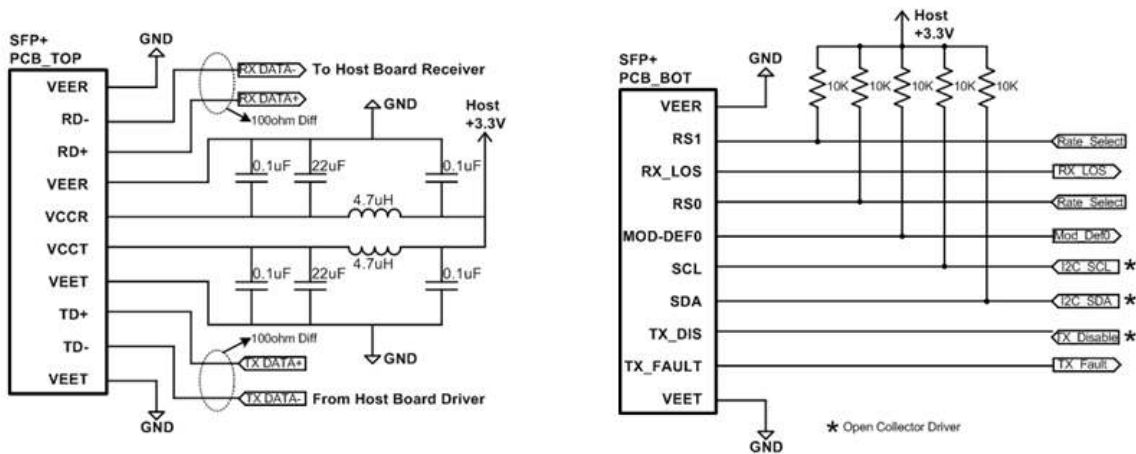 SFP+
PCB_TOP
GND
VEER
RD-
RD+
VEER
VCCR
VCCT
VEET
TD+
TD-
VEET
GND
RX DATA-
To Host Board Receiver
RX DATA+
100ohm Diff
GND
Host
+3.3V
0.1uF
22uF
0.1uF
4.7uH
4.7uH
0.1uF
22uF
0.1uF
100ohm Diff
GND
TX DATA+
TX DATA-
From Host Board Driver
SFP+
PCB_BOT
GND
Host
+3.3V
10K
10K
10K
10K
10K
VEER
RS1
Rate_Select
RX_LOS
RX_LOS
RS0
Rate_Select
MOD-DEF0
Mod_Def0
SCL
I2C_SCL *
SDA
I2C_SDA *
TX_DIS
TX_Disable *
TX_FAULT
TX_Fault
VEET
GND
* Open Collector Driver